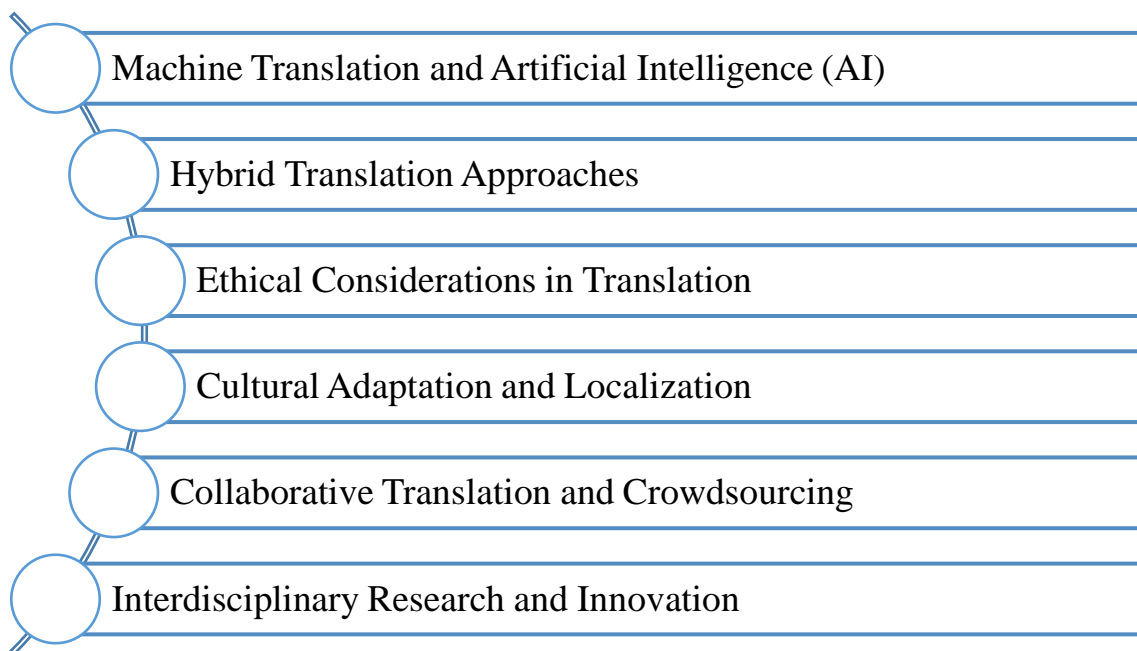 Machine Translation and Artificial Intelligence (AI)
Hybrid Translation Approaches
Ethical Considerations in Translation
Cultural Adaptation and Localization
Collaborative Translation and Crowdsourcing
Interdisciplinary Research and Innovation